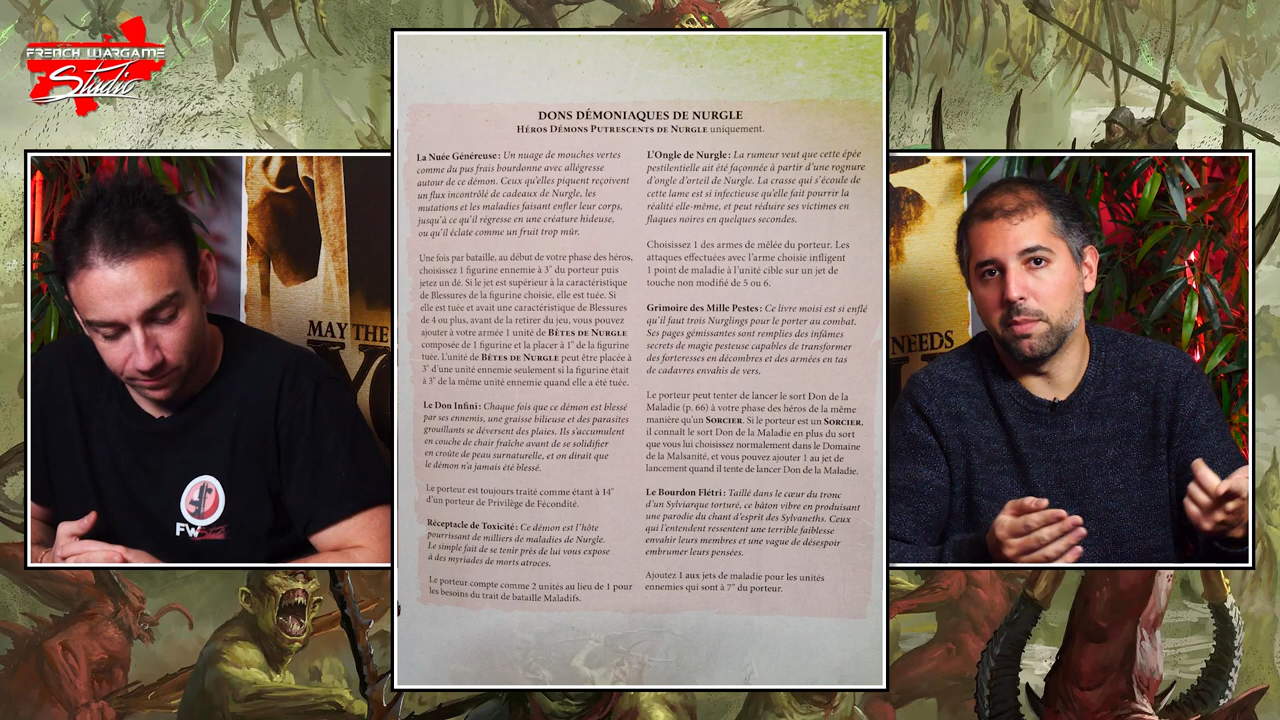 FRENCH WARGAME
Studio
DONS DÉMONIAQUES DE NURGLE
HÉROS DÉMONS PUTRESCENTS DE NURGLE uniquement.
La Nuée Généreuse : Un nuage de mouches vertes
comme du pus frais bourdonne avec allégresse
autour de ce démon. Ceux qu'elles piquent reçoivent
un flux incontrôlé de cadeaux de Nurgle, les
mutations et les maladies faisant enfler leur corps,
jusqu'à ce qu'il régresse en une créature hideuse,
ou qu'il éclate comme un fruit trop mûr.
Une fois par bataille, au début de votre phase des héros,
choisissez 1 figurine ennemie à 3" du porteur puis
jetez un dé. Si le jet est supérieur à la caractéristique
de Blessures de la figurine choisie, elle est tuée. Si
elle est tuée et avait une caractéristique de Blessures
de 4 ou plus, avant de la retirer du jeu, vous pouvez
ajouter à votre armée 1 unité de BÊTES DE NURGLE
composée de 1 figurine et la placer à 1" de la figurine
tuée. L'unité de BÊTES DE NURGLE peut être placée à
3" d'une unité ennemie seulement si la figurine était
à 3" de la même unité ennemie quand elle a été tuée.
Le Don Infini : Chaque fois que ce démon est blessé
par ses ennemis, une graisse bilieuse et des parasites
grouillants se déversent des plaies. Ils s'accumulent
en couche de chair fraîche avant de se solidifier
en croûte de peau surnaturelle, et on dirait que
le démon n'a jamais été blessé.
Le porteur est toujours traité comme étant à 14"
d'un porteur de Privilège de Fécondité.
Réceptacle de Toxicité : Ce démon est l'hôte
pourrissant de milliers de maladies de Nurgle.
Le simple fait de se tenir près de lui vous expose
à des myriades de morts atroces.
Le porteur compte comme 2 unités au lieu de 1 pour
les besoins du trait de bataille Maladifs.
L'Ongle de Nurgle : La rumeur veut que cette épée
pestilentielle ait été façonnée à partir d'une rognure
d'ongle d'orteil de Nurgle. La crasse qui s'écoule de
cette lame est si infectieuse qu'elle fait pourrir la
réalité elle-même, et peut réduire ses victimes en
flaques noires en quelques secondes.
Choisissez 1 des armes de mêlée du porteur. Les
attaques effectuées avec l'arme choisie infligent
1 point de maladie à l'unité cible sur un jet de
touche non modifié de 5 ou 6.
Grimoire des Mille Pestes : Ce livre moisi est si enflé
qu'il faut trois Nurglings pour le porter au combat.
Ses pages gémissantes sont remplies des infâmes
secrets de magie pesteuse capables de transformer
des forteresses en décombres et des armées en tas
de cadavres envahis de vers.
Le porteur peut tenter de lancer le sort Don de la
Maladie (p. 66) à votre phase des héros de la même
manière qu'un SORCIER. Si le porteur est un SORCIER,
il connaît le sort Don de la Maladie en plus du sort
que vous lui choisissez normalement dans le Domaine
de la Malsanité, et vous pouvez ajouter 1 au jet de
lancement quand il tente de lancer Don de la Maladie.
Le Bourdon Flétri : Taillé dans le cœur du tronc
d'un Sylviarque torturé, ce bâton vibre en produisant
une parodie du chant d'esprit des Sylvaneths. Ceux
qui l'entendent ressentent une terrible faiblesse
envahir leurs membres et une vague de désespoir
embrumer leurs pensées.
Ajoutez 1 aux jets de maladie pour les unités
ennemies qui sont à 7" du porteur.
MAY THE
NEEDS
FW